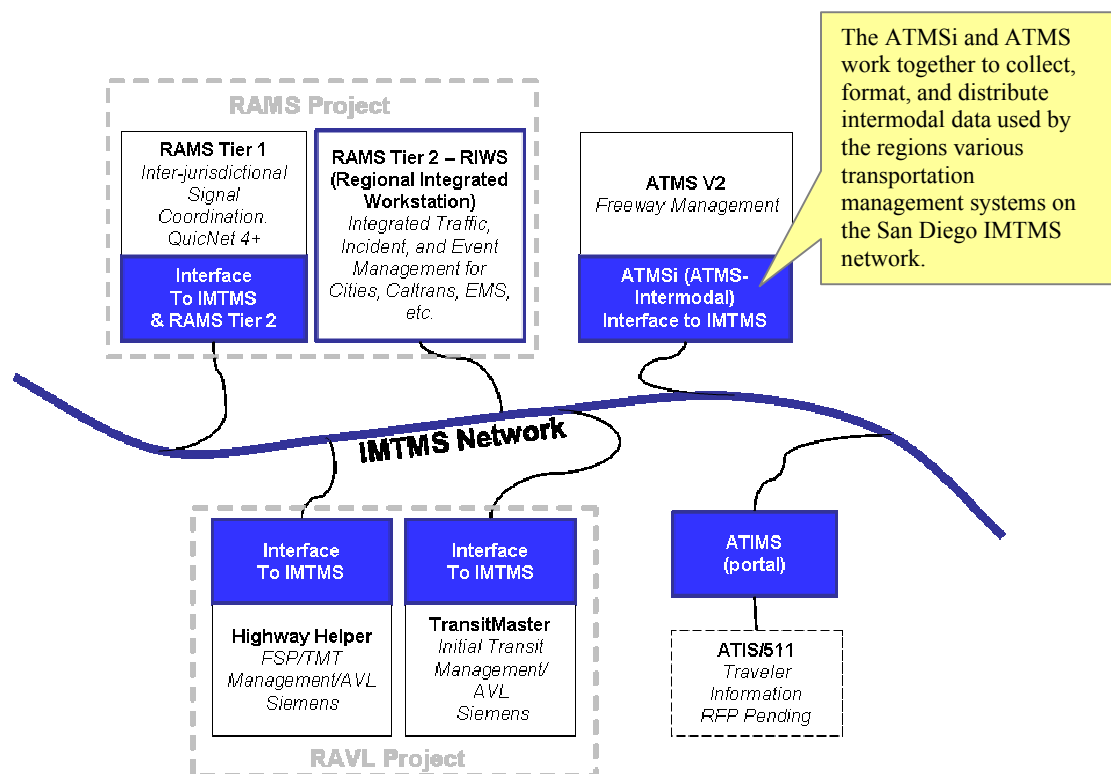 The ATMSi and ATMS
work together to collect,
format, and distribute
intermodal data used by
the regions various
transportation
management systems on
the San Diego IMTMS
network.
RAMS Project
RAMS Tier 1
Inter-jurisdictional
Signal
Coordination.
QuicNet 4+
Interface
To IMTMS
& RAMS Tier 2
RAMS Tier 2 – RIWS
(Regional Integrated
Workstation)
Integrated Traffic,
Incident, and Event
Management for
Cities, Caltrans, EMS,
etc.
ATMS V2
Freeway Management
ATMSi (ATMS-
Intermodal)
Interface to IMTMS
IMTMS Network
Interface
To IMTMS
Highway Helper
FSP/TMT
Management/AVL
Siemens
Interface
To IMTMS
TransitMaster
Initial Transit
Management/
AVL
Siemens
RAVL Project
ATIMS
(portal)
ATIS/511
Traveler
Information
RFP Pending